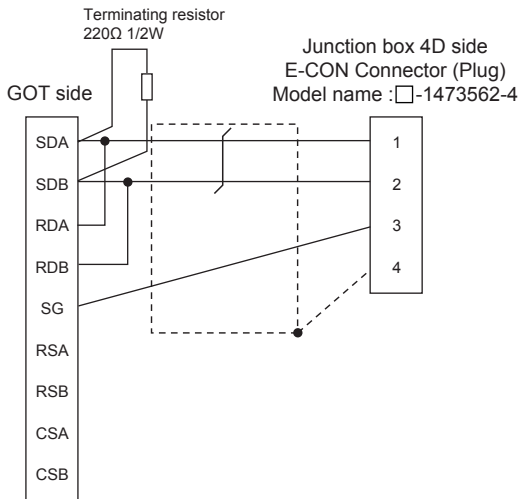 Terminating resistor
220Ω 1/2W
Junction box 4D side
E-CON Connector (Plug)
Model name :□-1473562-4
GOT side
SDA
SDB
RDA
RDB
SG
RSA
RSB
CSA
CSB
1
2
3
4